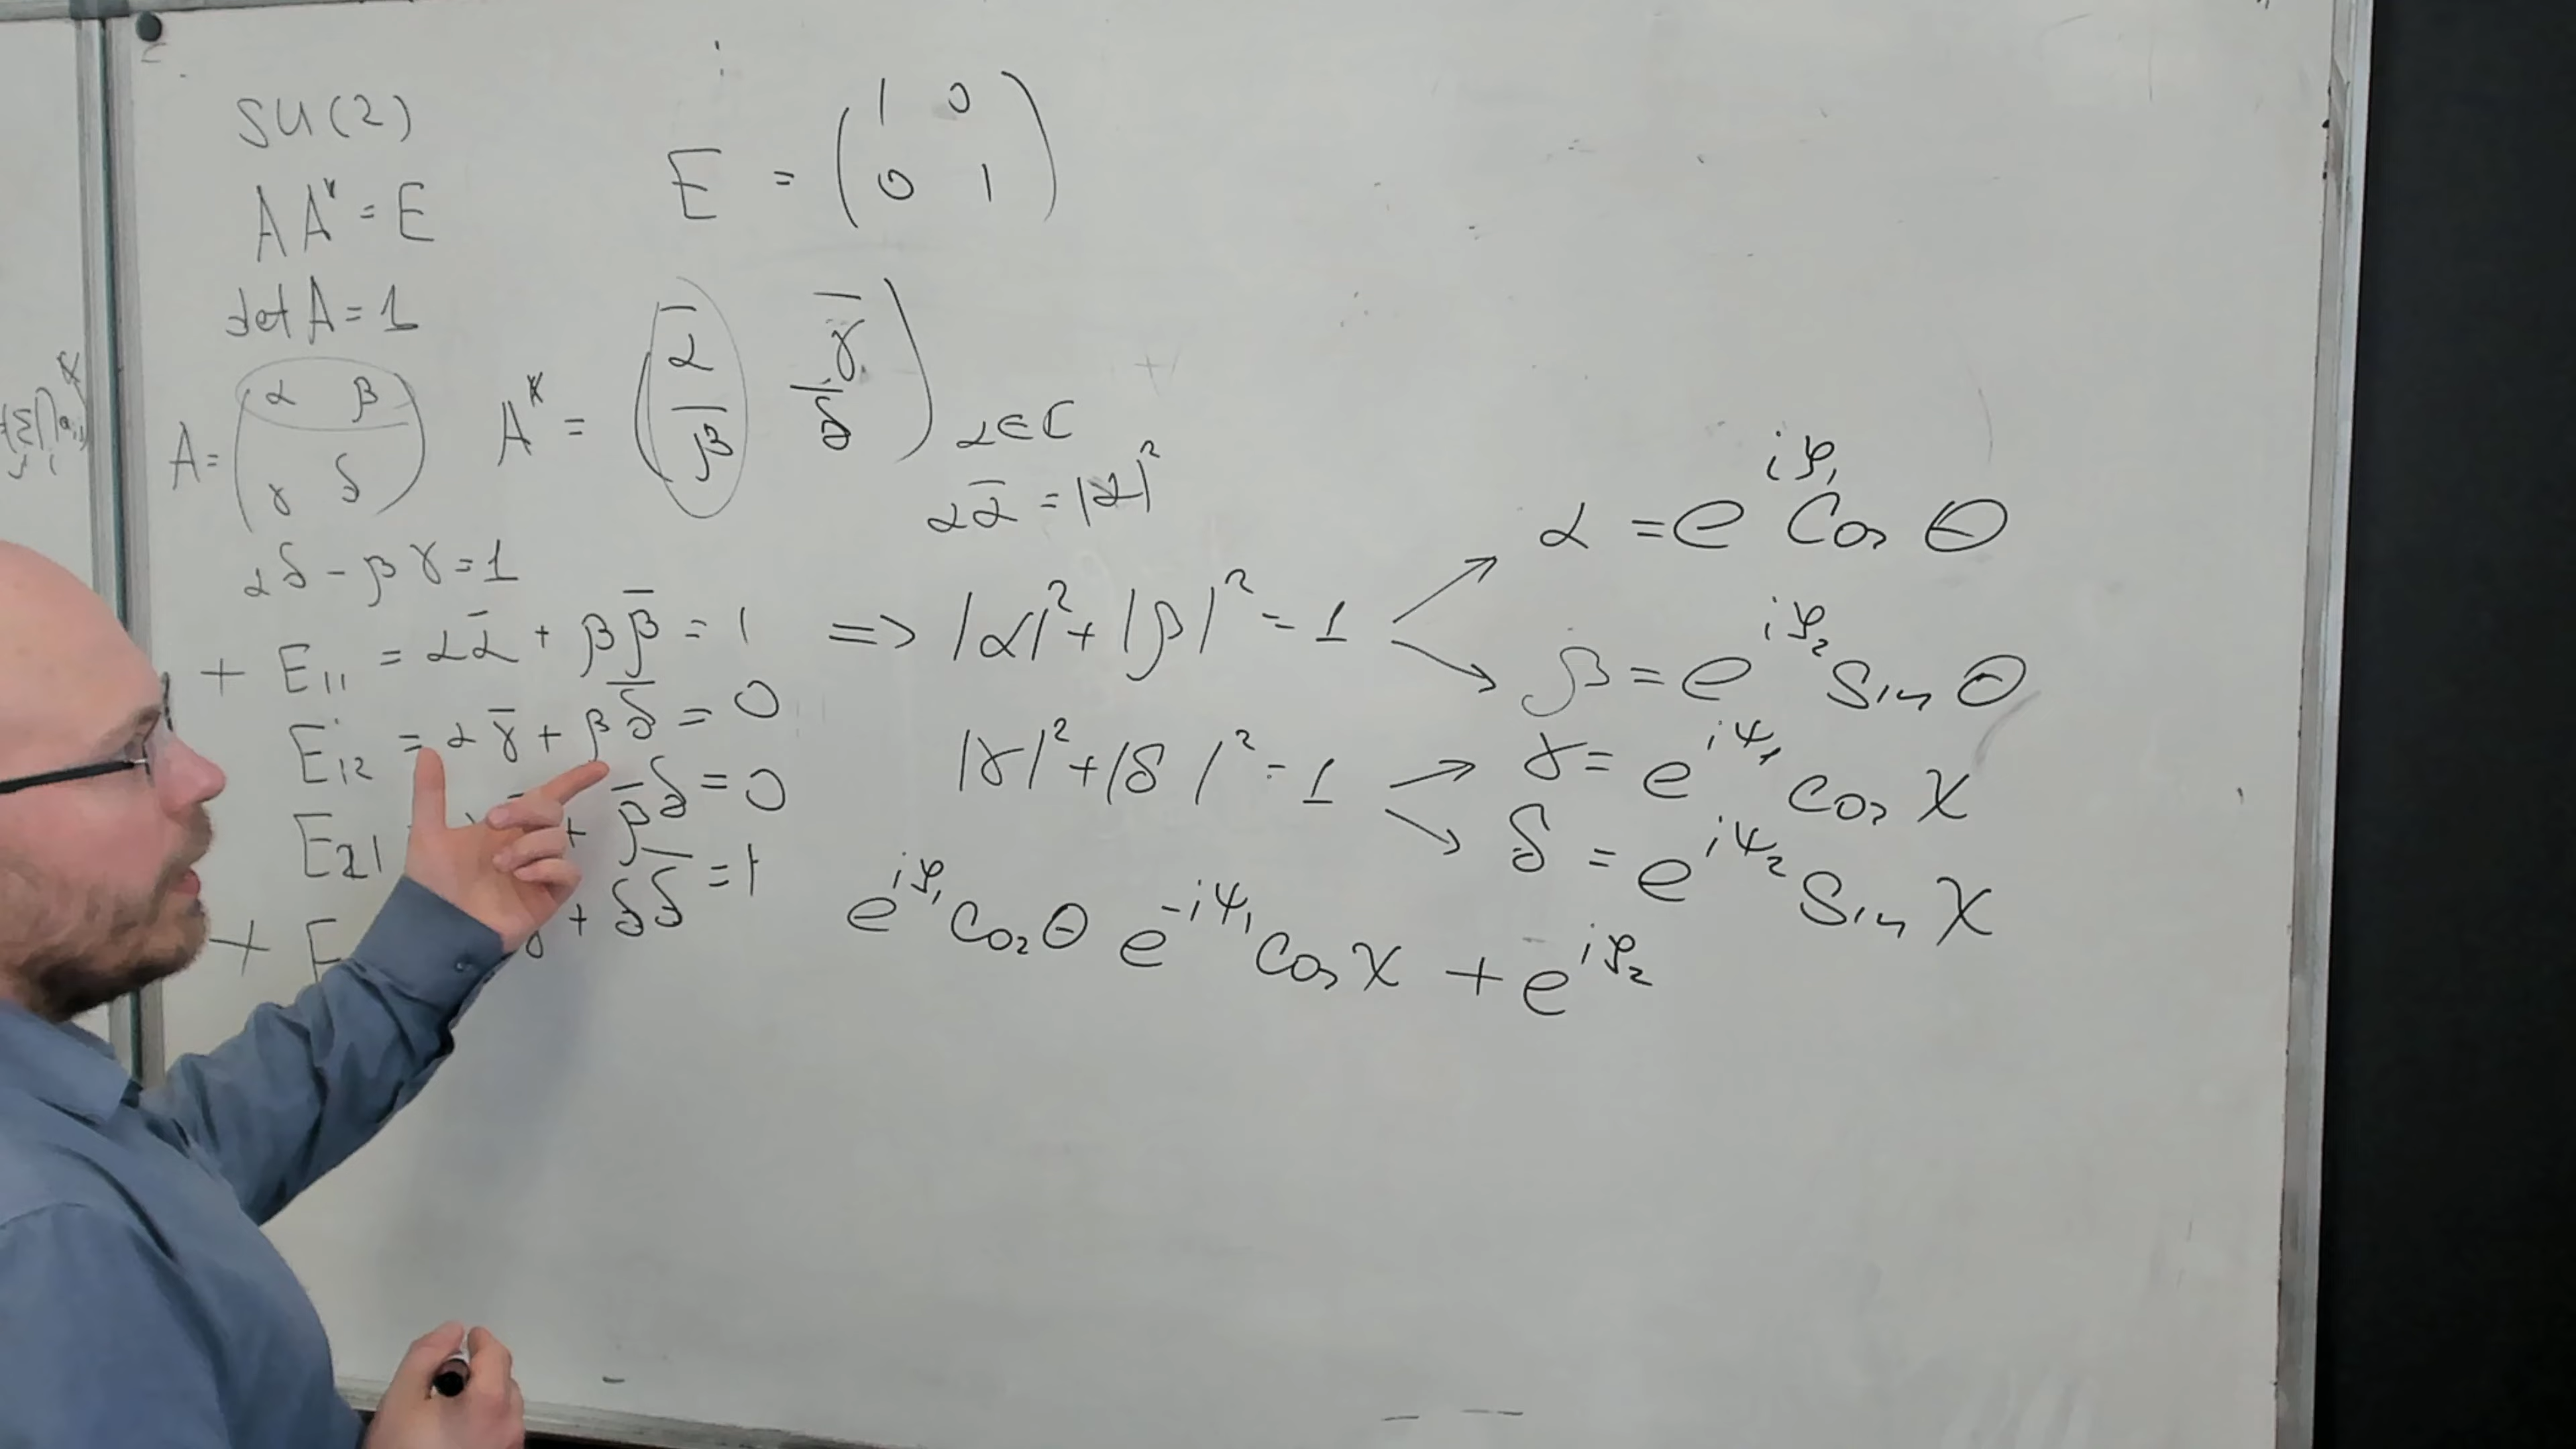 SU(2)
AA* = E
det A = 1
E = ( 1 0
0 1 )
A = ( α β
γ δ )
A* = ( ᾱ γ̄
β̄ δ̄ )
α ∈ C
αᾱ = |α|²
αδ - βγ = 1
+ E₁₁ = αᾱ + ββ̄ = 1 => |α|² + |β|² = 1
E₁₂ = αγ̄ + βδ̄ = 0
E₂₁ + β̄δ = 0
+ E + δδ̄ = 1
|γ|² + |δ|² = 1
α = e^{iφ₁} cos θ
β = e^{iφ₂} sin θ
γ = e^{iψ₁} cos χ
δ = e^{iψ₂} sin χ
e^{iφ₁} cos θ e^{-iψ₁} cos χ + e^{iφ₂}